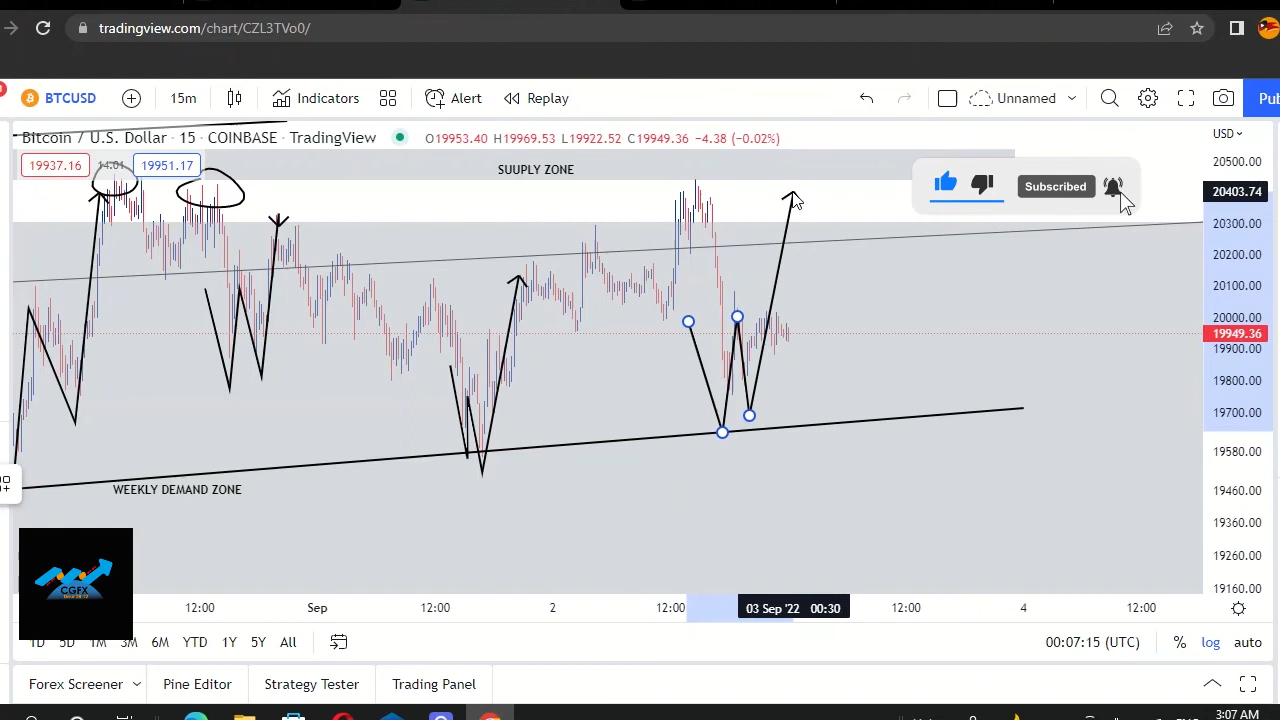 tradingview.com/chart/CZL3TVo0/
BTCUSD
15m
Indicators
Alert
Replay
Unnamed
Pu
Bitcoin / U.S. Dollar · 15 · COINBASE · TradingView
O19953.40 H19969.53 L19922.52 C19949.36 −4.38 (−0.02%)
USD
19937.16
14.01
19951.17
SUUPLY ZONE
Subscribed
20500.00
20403.74
20300.00
20200.00
20100.00
20000.00
19949.36
19900.00
19800.00
19700.00
19580.00
19460.00
19360.00
19260.00
19160.00
WEEKLY DEMAND ZONE
CGFX
12:00
Sep
12:00
2
12:00
03 Sep '22 00:30
12:00
4
12:00
1D
5D
1M
3M
6M
YTD
1Y
5Y
All
00:07:15 (UTC)
%
log
auto
Forex Screener
Pine Editor
Strategy Tester
Trading Panel
3:07 AM